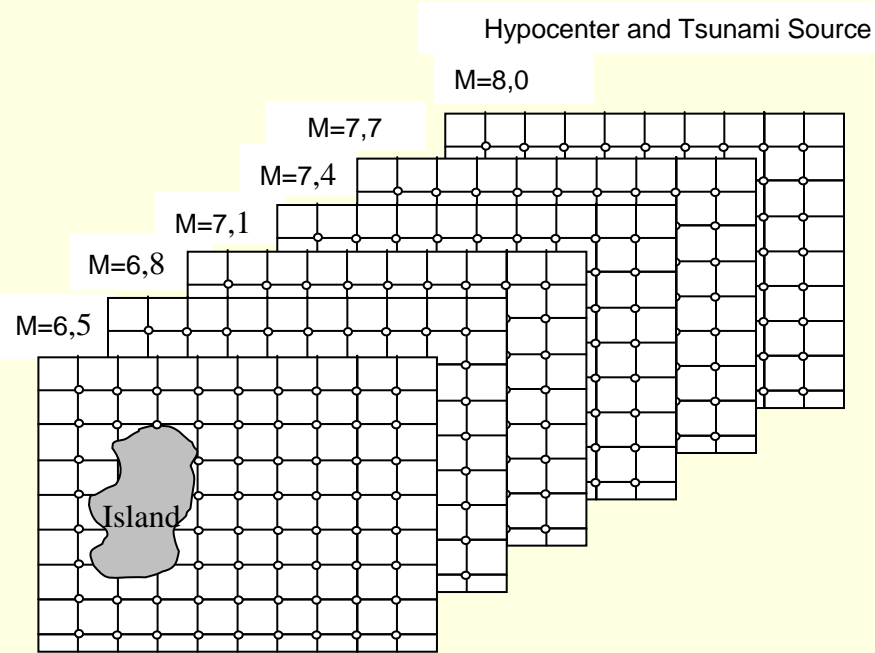 Hypocenter and Tsunami Source
M=8,0
M=7,7
M=7,4
M=7,1
M=6,8
M=6,5
Island